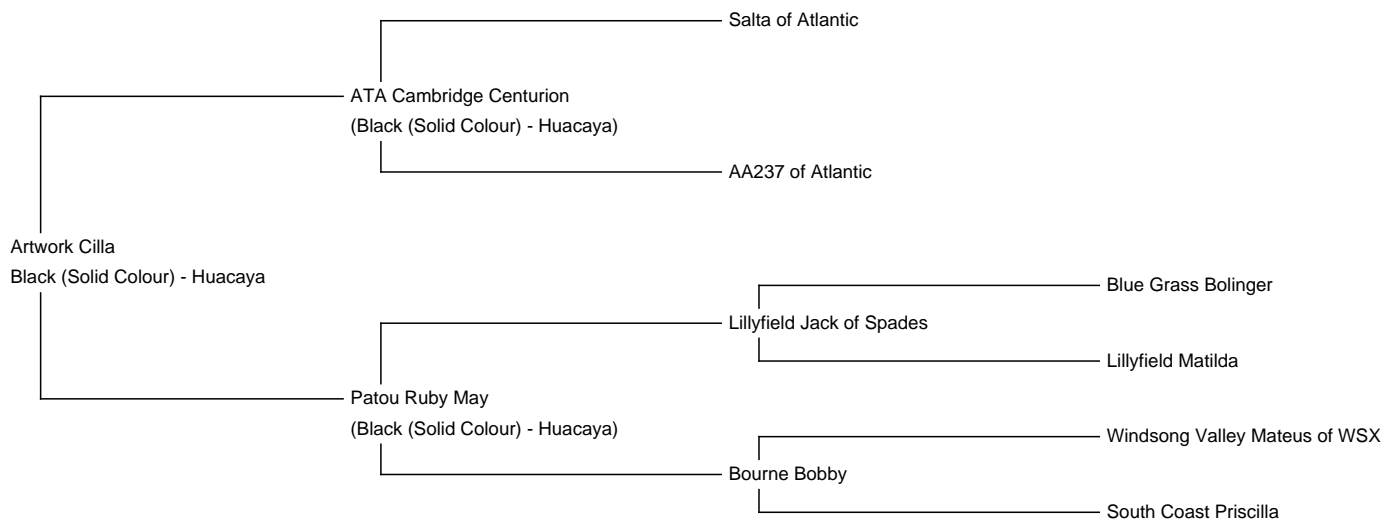 Salta of Atlantic
ATA Cambridge Centurion
(Black (Solid Colour) - Huacaya)
AA237 of Atlantic
Artwork Cilla
Black (Solid Colour) - Huacaya
Blue Grass Bolinger
Lillyfield Jack of Spades
Lillyfield Matilda
Patou Ruby May
(Black (Solid Colour) - Huacaya)
Windsong Valley Mateus of WSX
Bourne Bobby
South Coast Priscilla